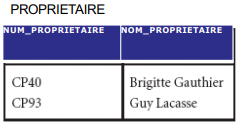 PROPRIETAIRE
NUM_PROPRIETAIRE NOM_PROPRIETAIRE
CP40 Brigitte Gauthier
CP93 Guy Lacasse